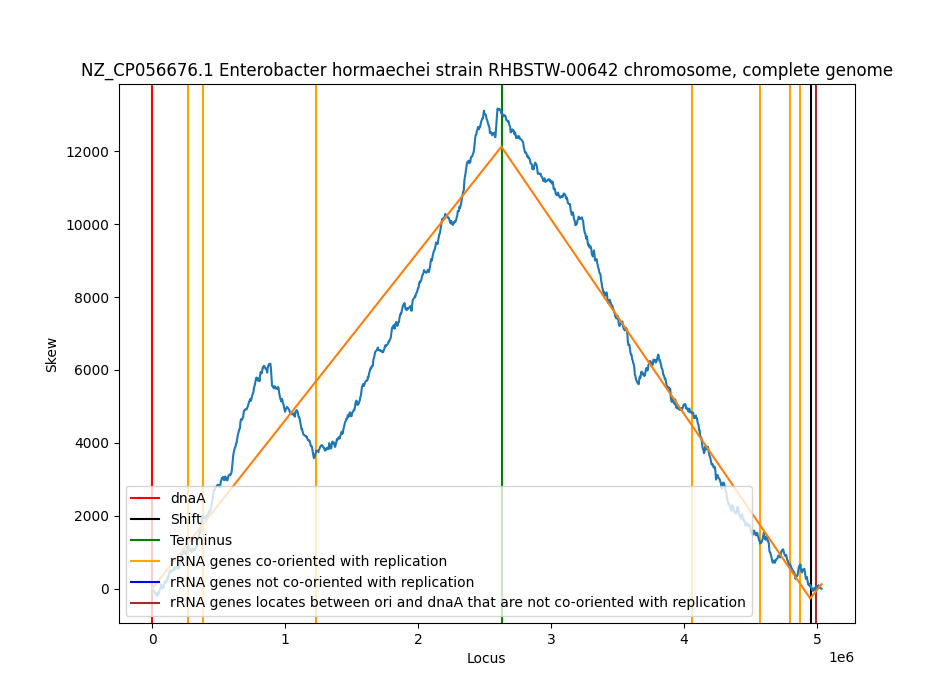 NZ_CP056676.1 Enterobacter hormaechei strain RHBSTW-00642 chromosome, complete genome
12000
10000
8000
6000
4000
2000
0
Skew
dnaA
Shift
Terminus
rRNA genes co-oriented with replication
rRNA genes not co-oriented with replication
rRNA genes locates between ori and dnaA that are not co-oriented with replication
0 1 2 3 4 5
1e6
Locus